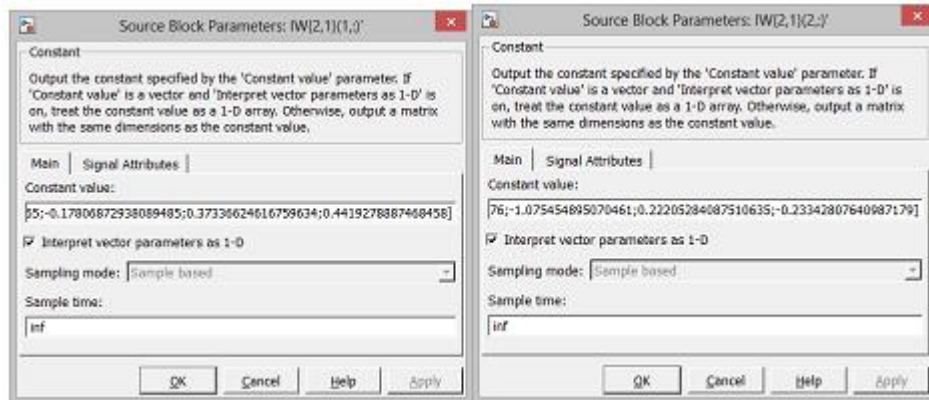 Source Block Parameters: IW{2,1}(1,:)'
Constant
Output the constant specified by the 'Constant value' parameter. If
'Constant value' is a vector and 'Interpret vector parameters as 1-D' is
on, treat the constant value as a 1-D array. Otherwise, output a matrix
with the same dimensions as the constant value.
Main
Signal Attributes
Constant value:
55;-0.17806872938089485;0.37336624616759634;0.4419278887468458]
Interpret vector parameters as 1-D
Sampling mode: Sample based
Sample time:
inf
OK
Cancel
Help
Apply
Source Block Parameters: IW{2,1}(2,:)'
Constant
Output the constant specified by the 'Constant value' parameter. If
'Constant value' is a vector and 'Interpret vector parameters as 1-D' is
on, treat the constant value as a 1-D array. Otherwise, output a matrix
with the same dimensions as the constant value.
Main
Signal Attributes
Constant value:
76;-1.075454895070461;0.22205284087510635;-0.23342807640987179]
Interpret vector parameters as 1-D
Sampling mode: Sample based
Sample time:
inf
OK
Cancel
Help
Apply